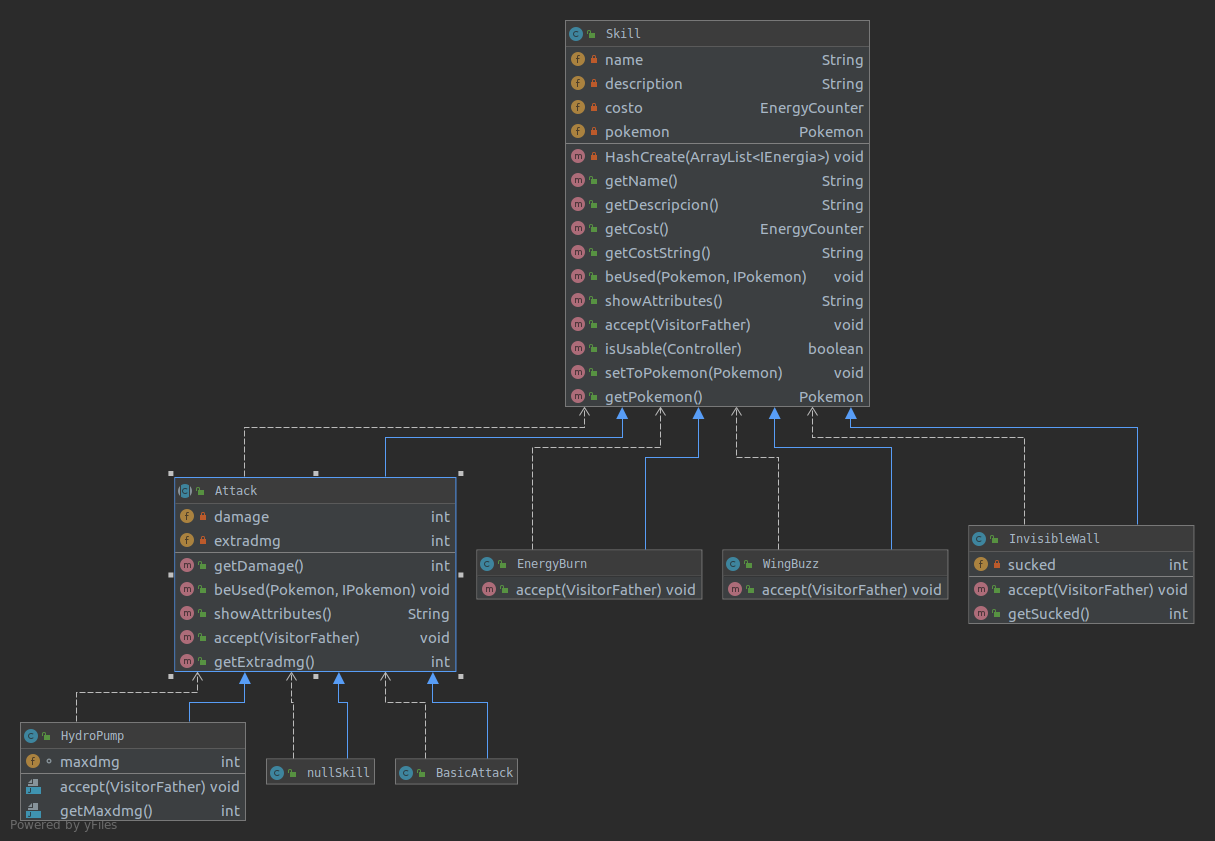 Skill
name String
description String
costo EnergyCounter
pokemon Pokemon
HashCreate(ArrayList<IEnergia>) void
getName() String
getDescripcion() String
getCost() EnergyCounter
getCostString() String
beUsed(Pokemon, IPokemon) void
showAttributes() String
accept(VisitorFather) void
isUsable(Controller) boolean
setToPokemon(Pokemon) void
getPokemon() Pokemon
Attack
damage int
extradmg int
getDamage() int
beUsed(Pokemon, IPokemon) void
showAttributes() String
accept(VisitorFather) void
getExtradmg() int
EnergyBurn
accept(VisitorFather) void
WingBuzz
accept(VisitorFather) void
InvisibleWall
sucked int
accept(VisitorFather) void
getSucked() int
HydroPump
maxdmg int
accept(VisitorFather) void
getMaxdmg() int
nullSkill
BasicAttack
Powered by yFiles